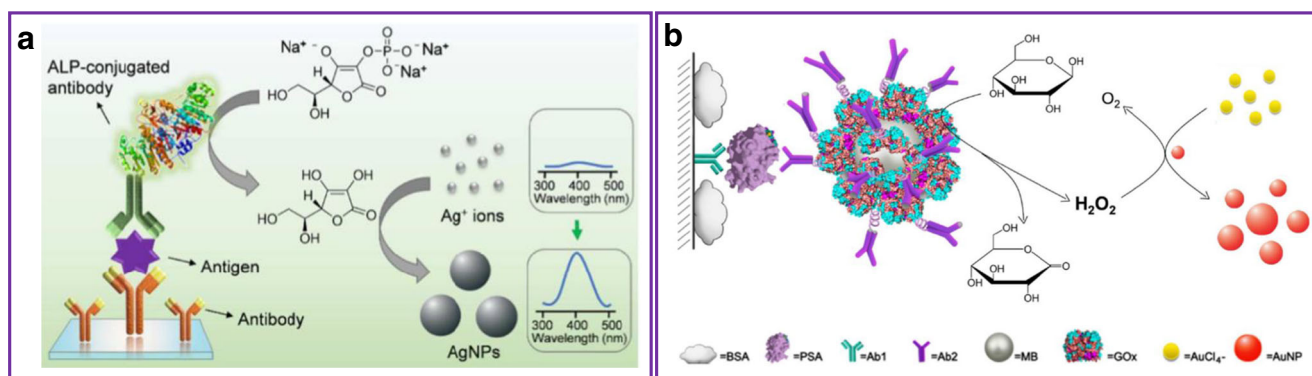 a
ALP-conjugated
antibody
Na⁺
⁻O
O
O
P
O⁻Na⁺
O⁻Na⁺
HO
O
O
OH
HO
OH
HO
O
O
OH
Ag⁺ ions
AgNPs
Antigen
Antibody
300 400 500
Wavelength (nm)
300 400 500
Wavelength (nm)
b
OH
O
OH
HO
OH
OH
O₂
H₂O₂
OH
O
HO
HO
O
OH
=BSA
=PSA
=Ab1
=Ab2
=MB
=GOx
=AuCl₄-
=AuNP